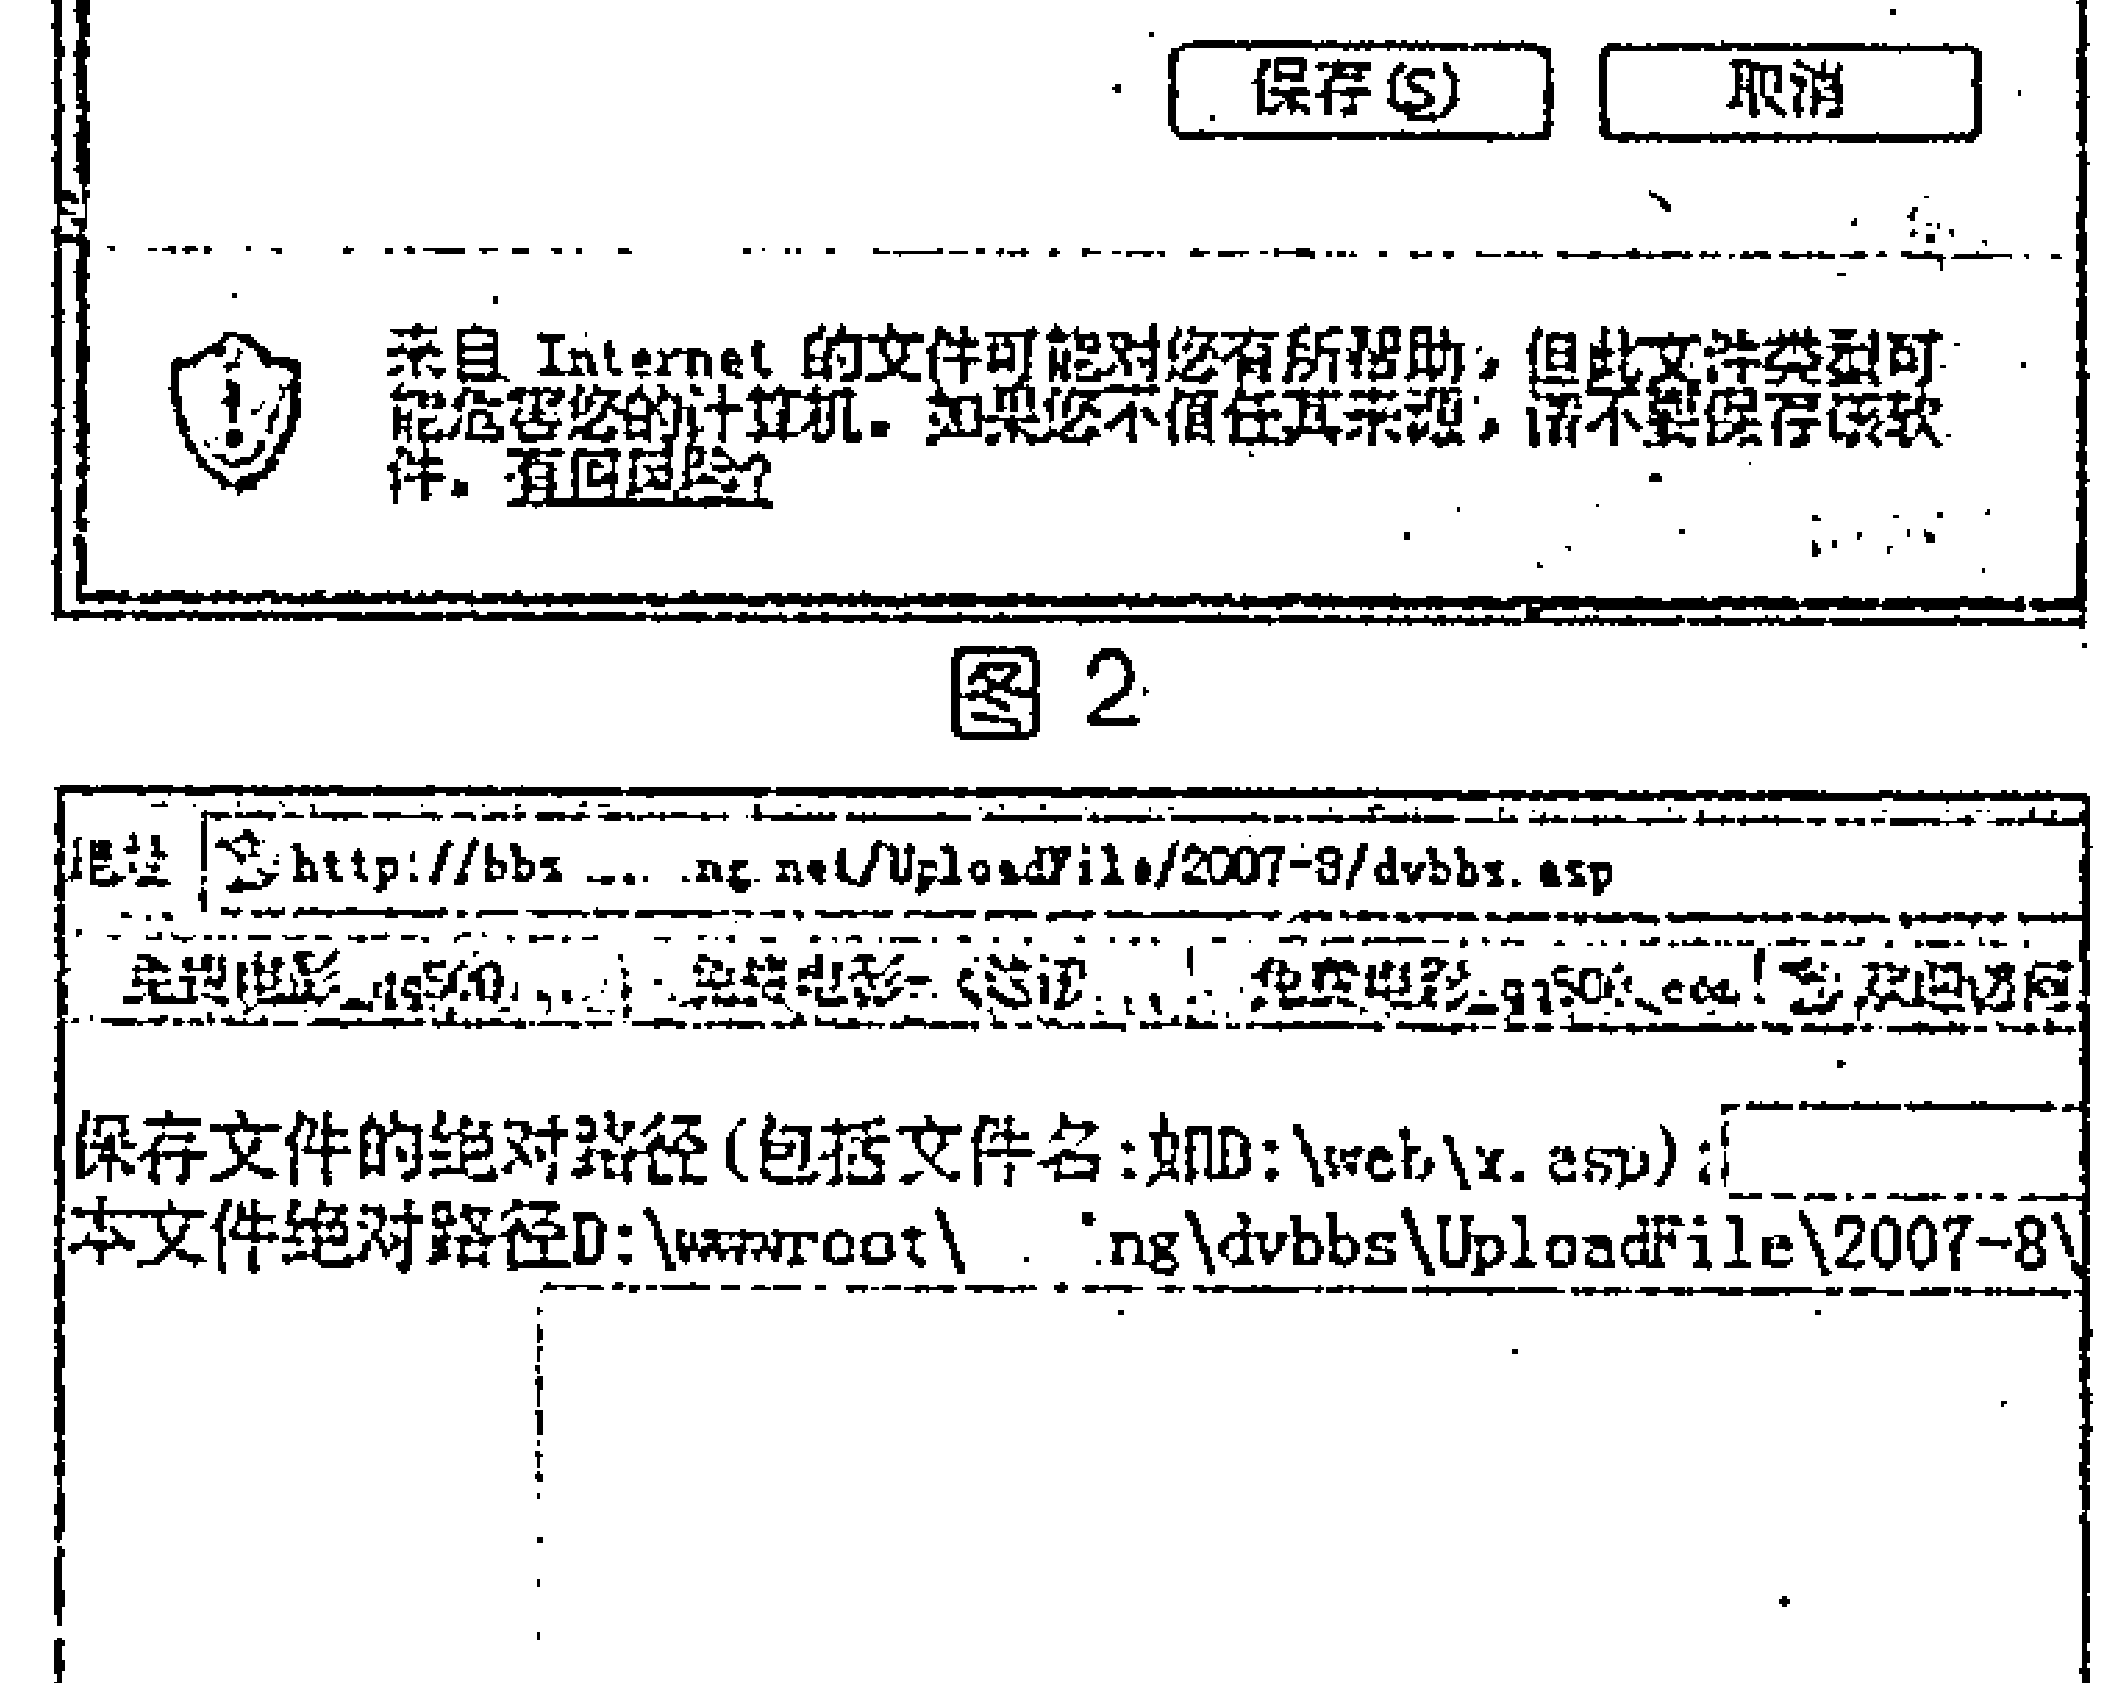 保存(S) 取消
来自 Internet 的文件可能对您有所帮助，但此文件类型可
能危害您的计算机。如果您不信任其来源，请不要保存该软
件。有何风险?
图 2
地址 http://bbs ng.net/UploadFile/2007-8/dvbbs.asp
保存文件的绝对路径(包括文件名:如D:\web\x.asp):
本文件绝对路径D:\wwwroot\ ng\dvbbs\UploadFile\2007-8\